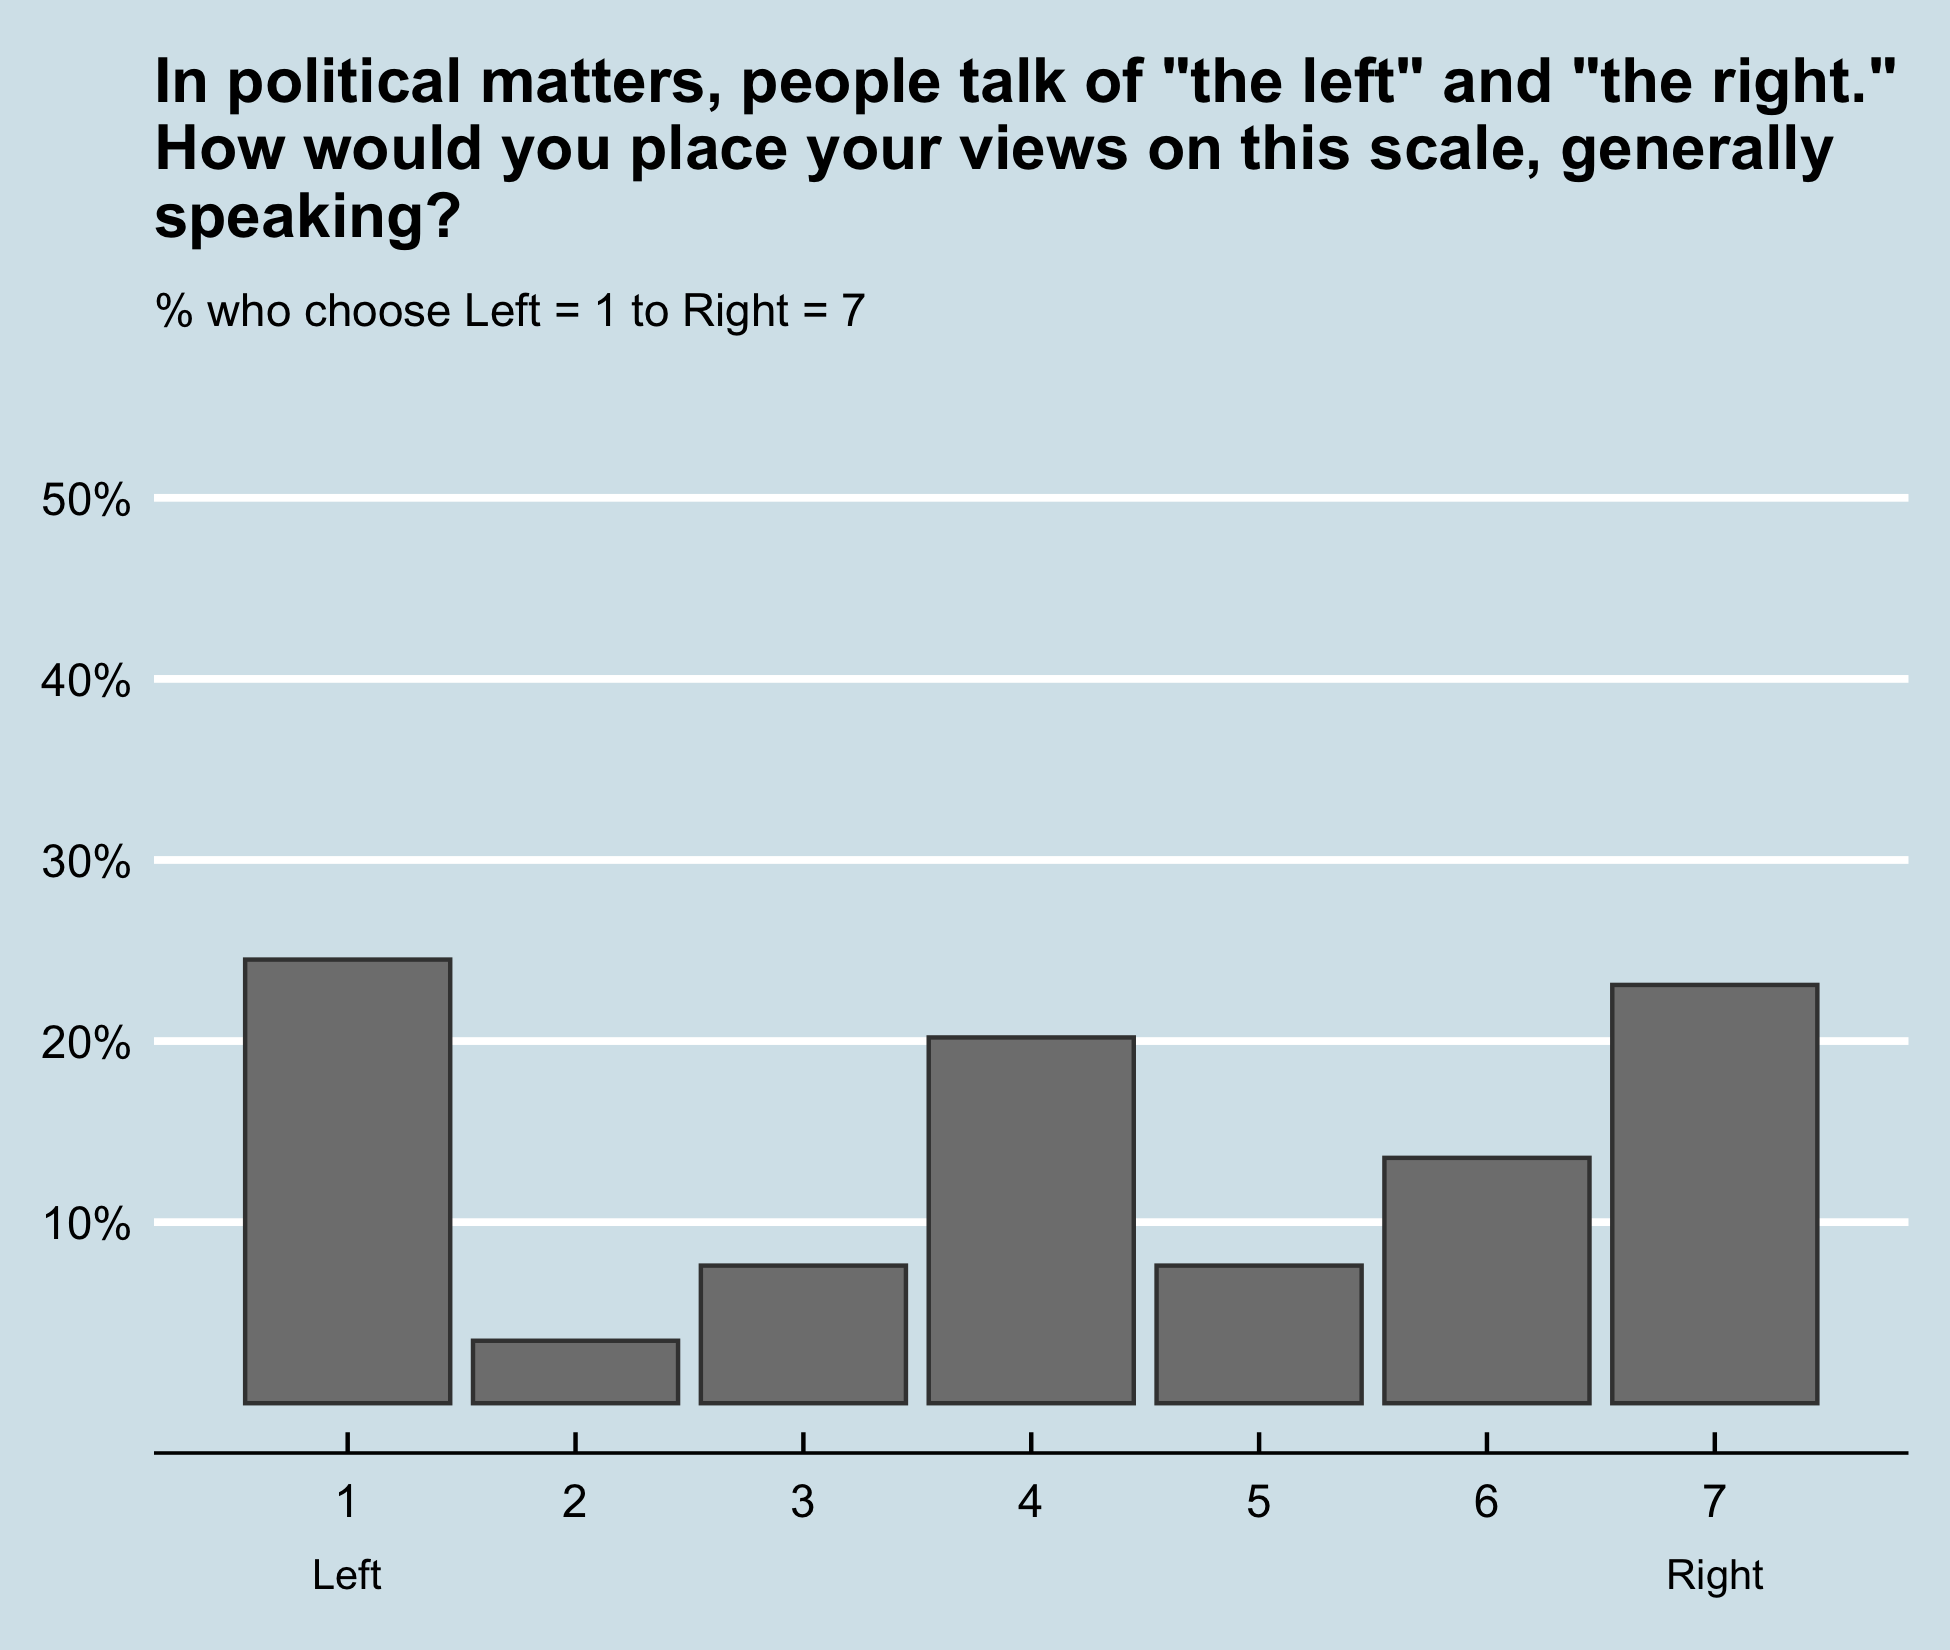 In political matters, people talk of "the left" and "the right."
How would you place your views on this scale, generally
speaking?
% who choose Left = 1 to Right = 7
50%
40%
30%
20%
10%
1 2 3 4 5 6 7
Left Right